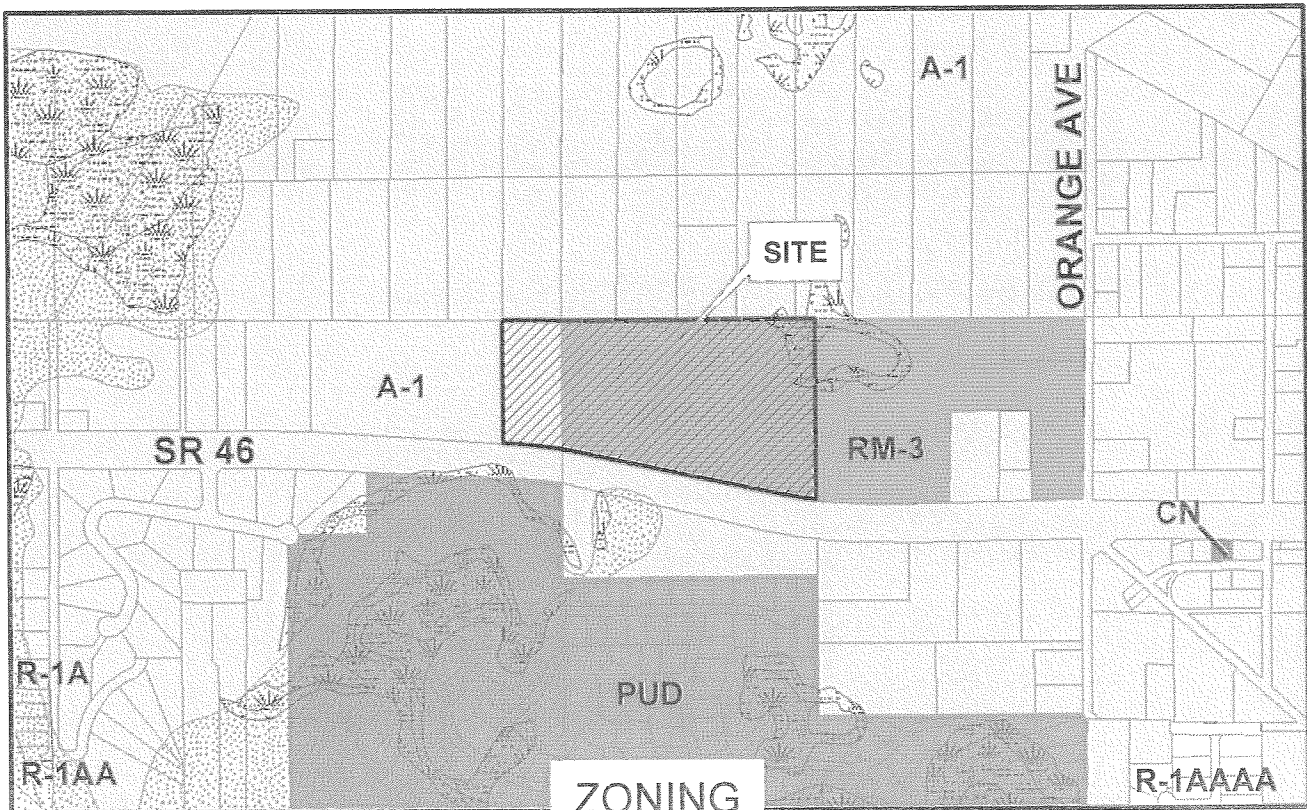 A-1
ORANGE AVE
SITE
A-1
SR 46
RM-3
CN
R-1A
PUD
R-1AA
R-1AAAA
ZONING